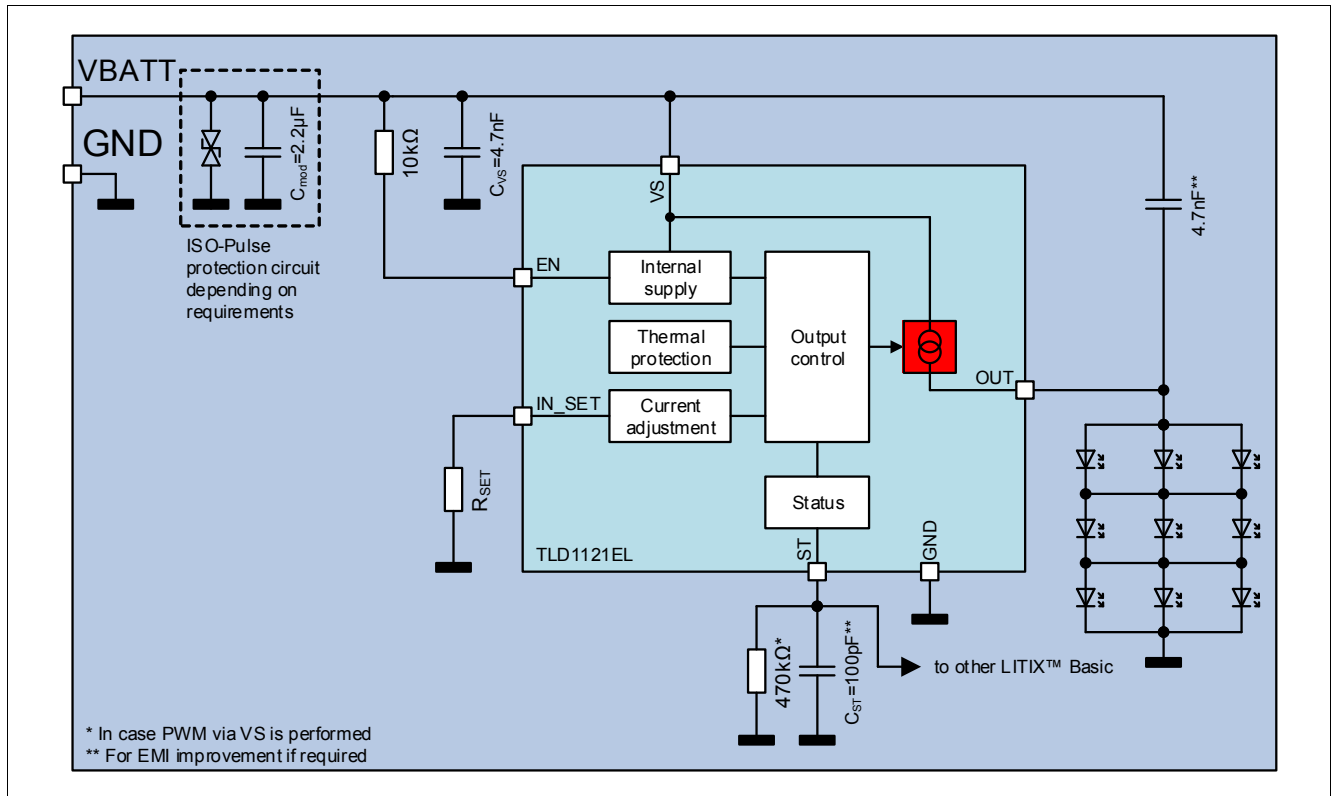 VBATT
GND
Cmod=2.2µF
ISO-Pulse
protection circuit
depending on
requirements
10kΩ
CVS=4.7nF
VS
4.7nF**
EN
Internal
supply
Thermal
protection
Output
control
OUT
IN_SET
Current
adjustment
RSET
Status
TLD1121EL
ST
GND
470kΩ*
CST=100pF**
to other LITIX™ Basic
* In case PWM via VS is performed
** For EMI improvement if required